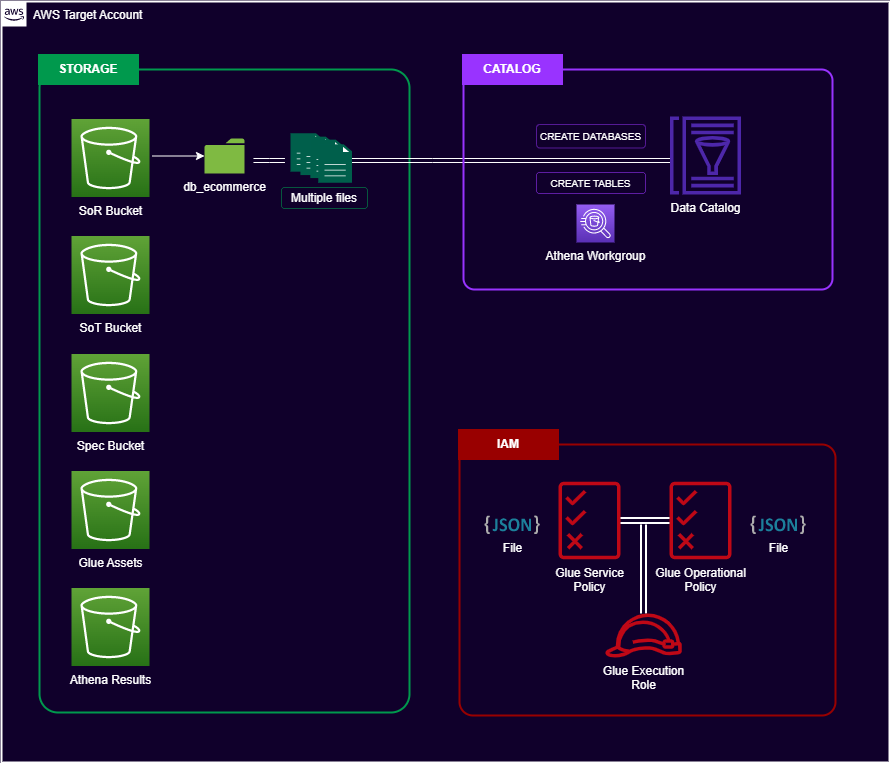 aws
AWS Target Account
STORAGE
SoR Bucket
db_ecommerce
Multiple files
SoT Bucket
Spec Bucket
Glue Assets
Athena Results
CATALOG
CREATE DATABASES
CREATE TABLES
Athena Workgroup
Data Catalog
IAM
{JSON}
File
Glue Service
Policy
Glue Operational
Policy
{JSON}
File
Glue Execution
Role